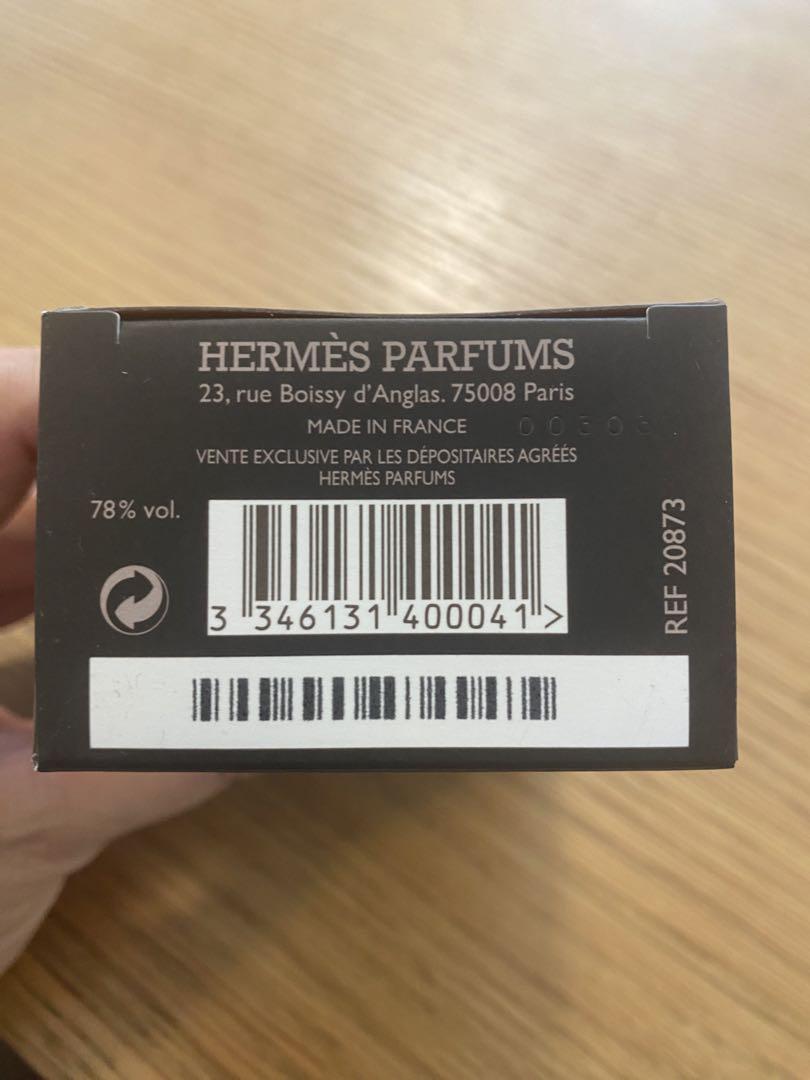 HERMÈS PARFUMS
23, rue Boissy d'Anglas. 75008 Paris
MADE IN FRANCE
VENTE EXCLUSIVE PAR LES DÉPOSITAIRES AGRÉÉS
HERMÈS PARFUMS
78% vol.
3 346131 400041 >
REF 20873